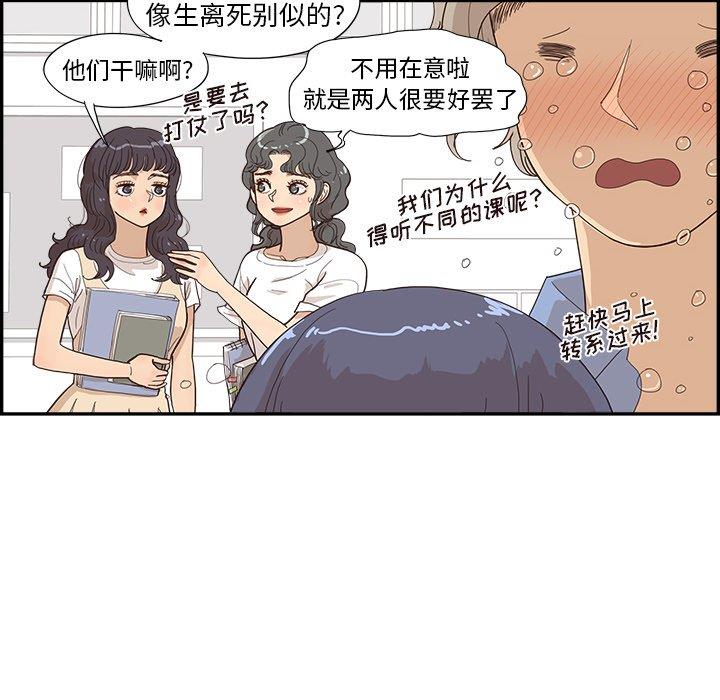 像生离死别似的?
他们干嘛啊?
是要去
打仗了吗?
不用在意啦
就是两人很要好罢了
我们为什么
得听不同的课呢?
赶快马上
转系过来!